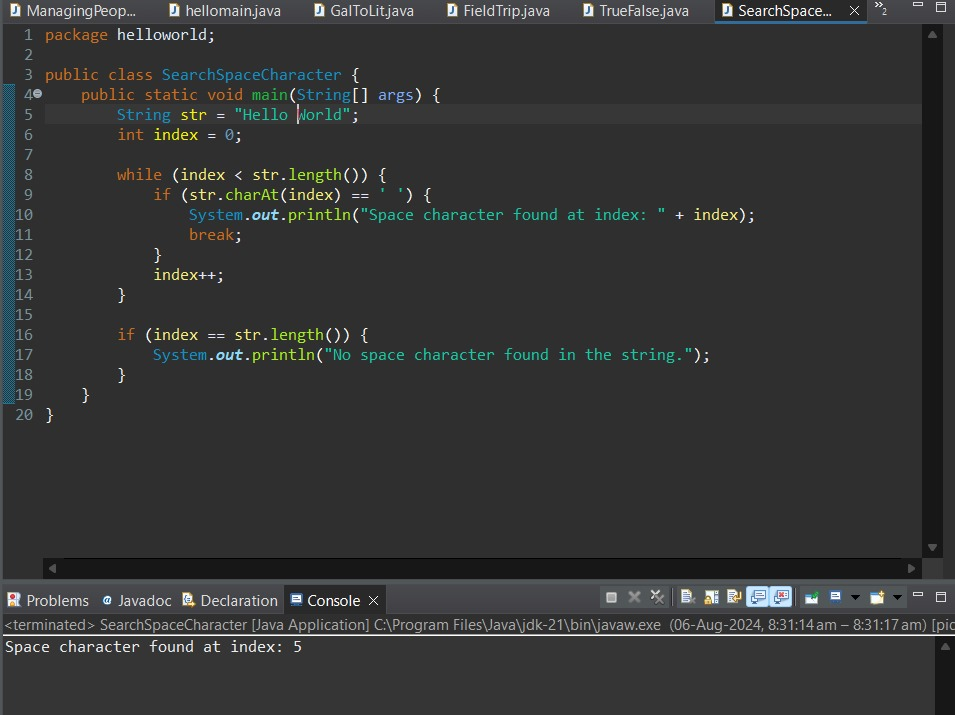 ManagingPeop... hellomain.java GalToLit.java FieldTrip.java TrueFalse.java SearchSpace... »2
1 package helloworld;
2
3 public class SearchSpaceCharacter {
4 public static void main(String[] args) {
5 String str = "Hello World";
6 int index = 0;
7
8 while (index < str.length()) {
9 if (str.charAt(index) == ' ') {
10 System.out.println("Space character found at index: " + index);
11 break;
12 }
13 index++;
14 }
15
16 if (index == str.length()) {
17 System.out.println("No space character found in the string.");
18 }
19 }
20 }
Problems Javadoc Declaration Console
<terminated> SearchSpaceCharacter [Java Application] C:\Program Files\Java\jdk-21\bin\javaw.exe (06-Aug-2024, 8:31:14 am – 8:31:17 am) [pic
Space character found at index: 5